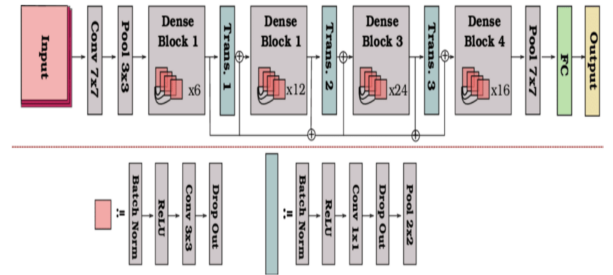 Input
Conv 7x7
Pool 3x3
Dense
Block 1
x6
Trans. 1
Dense
Block 1
x12
Trans. 2
Dense
Block 3
x24
Trans. 3
Dense
Block 4
x16
Pool 7x7
FC
Output
:=
Batch Norm
ReLU
Conv 3x3
Drop Out
:=
Batch Norm
ReLU
Conv 1x1
Drop Out
Pool 2x2